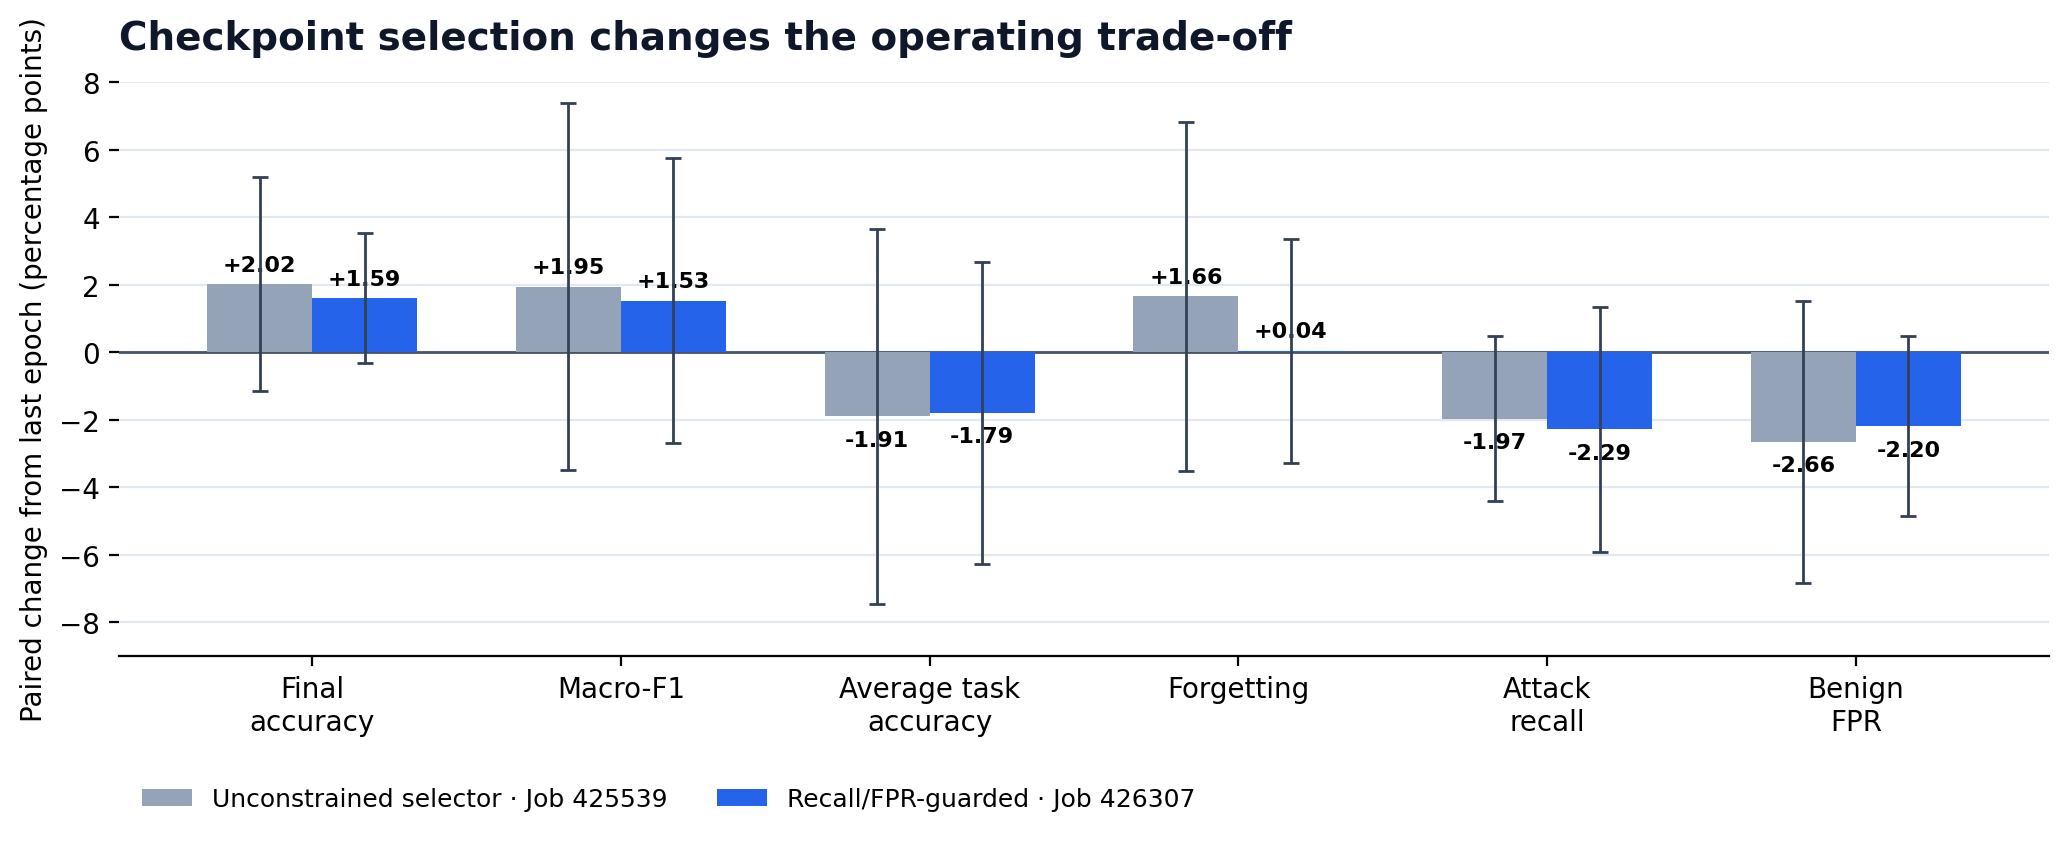 Checkpoint selection changes the operating trade-off
Paired change from last epoch (percentage points)
8
6
4
2
0
−2
−4
−6
−8
+2.02
+1.59
+1.95
+1.53
-1.91
-1.79
+1.66
+0.04
-1.97
-2.29
-2.66
-2.20
Final
accuracy
Macro-F1
Average task
accuracy
Forgetting
Attack
recall
Benign
FPR
Unconstrained selector · Job 425539
Recall/FPR-guarded · Job 426307